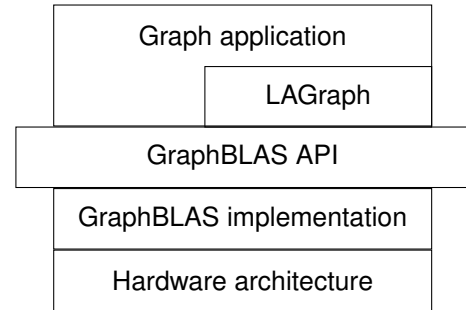 Graph application
LAGraph
GraphBLAS API
GraphBLAS implementation
Hardware architecture